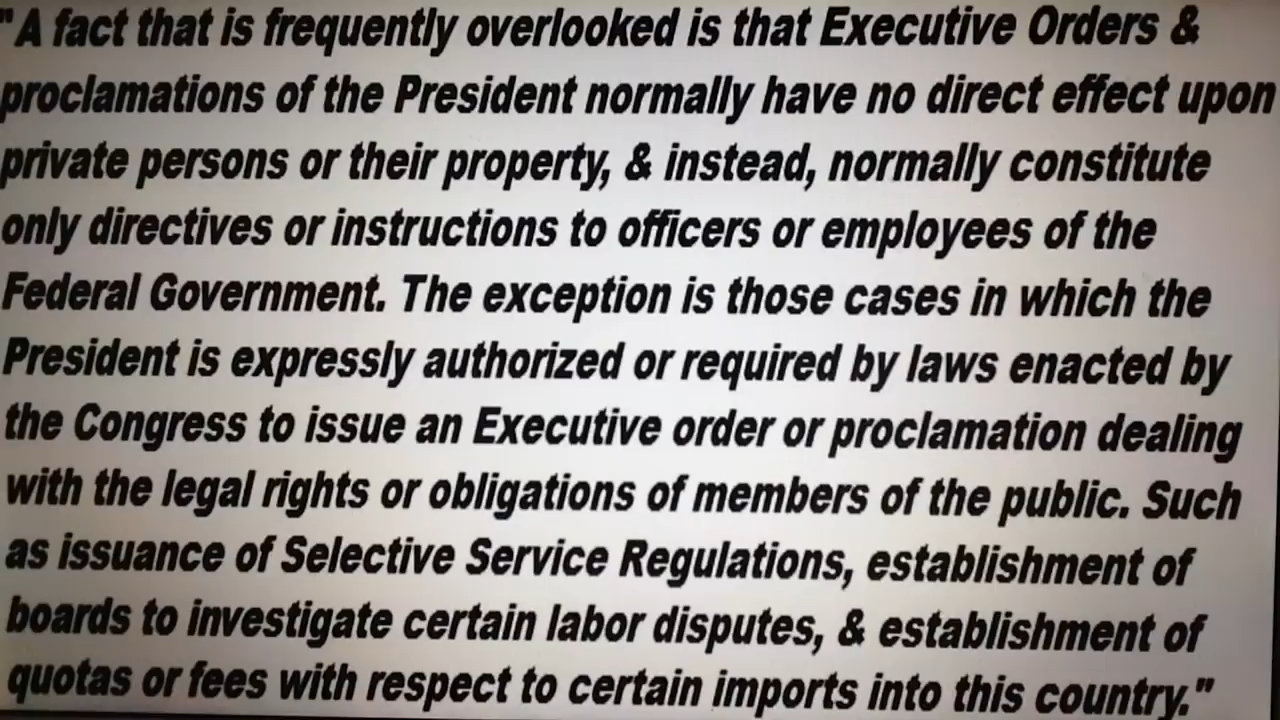 "A fact that is frequently overlooked is that Executive Orders &
proclamations of the President normally have no direct effect upon
private persons or their property, & instead, normally constitute
only directives or instructions to officers or employees of the
Federal Government. The exception is those cases in which the
President is expressly authorized or required by laws enacted by
the Congress to issue an Executive order or proclamation dealing
with the legal rights or obligations of members of the public. Such
as issuance of Selective Service Regulations, establishment of
boards to investigate certain labor disputes, & establishment of
quotas or fees with respect to certain imports into this country."